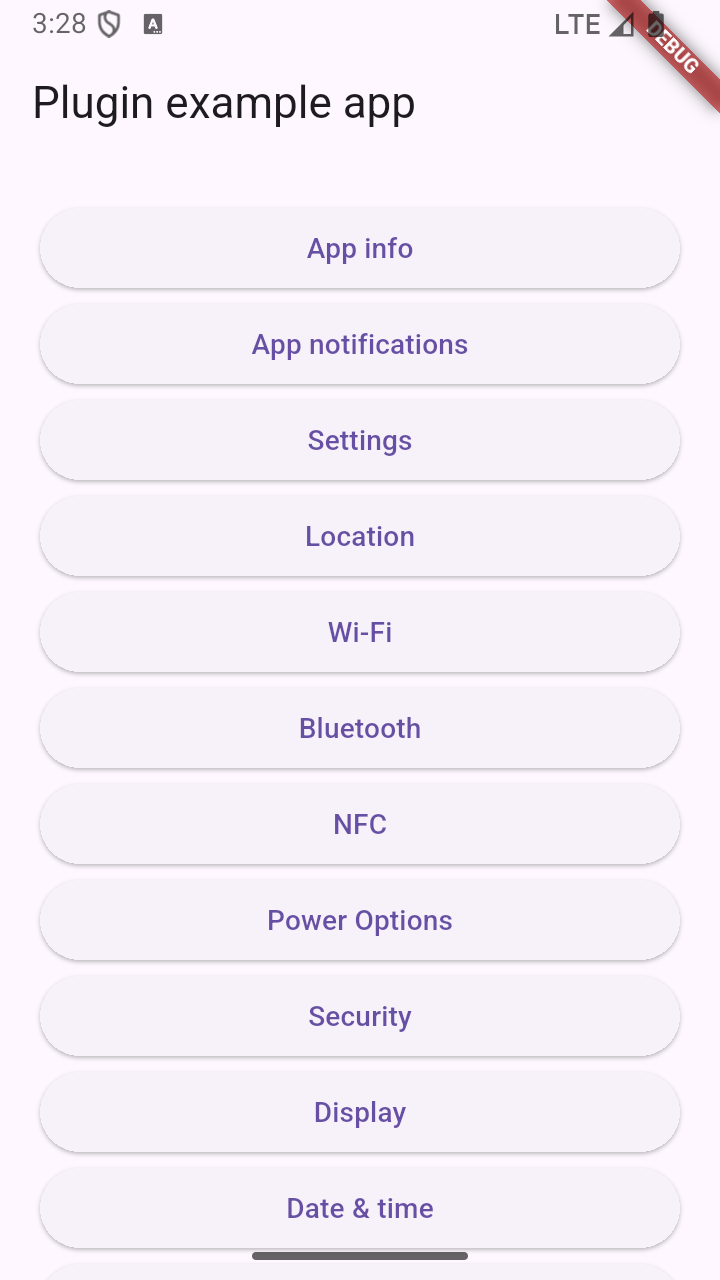 3:28
LTE
DEBUG
Plugin example app
App info
App notifications
Settings
Location
Wi-Fi
Bluetooth
NFC
Power Options
Security
Display
Date & time